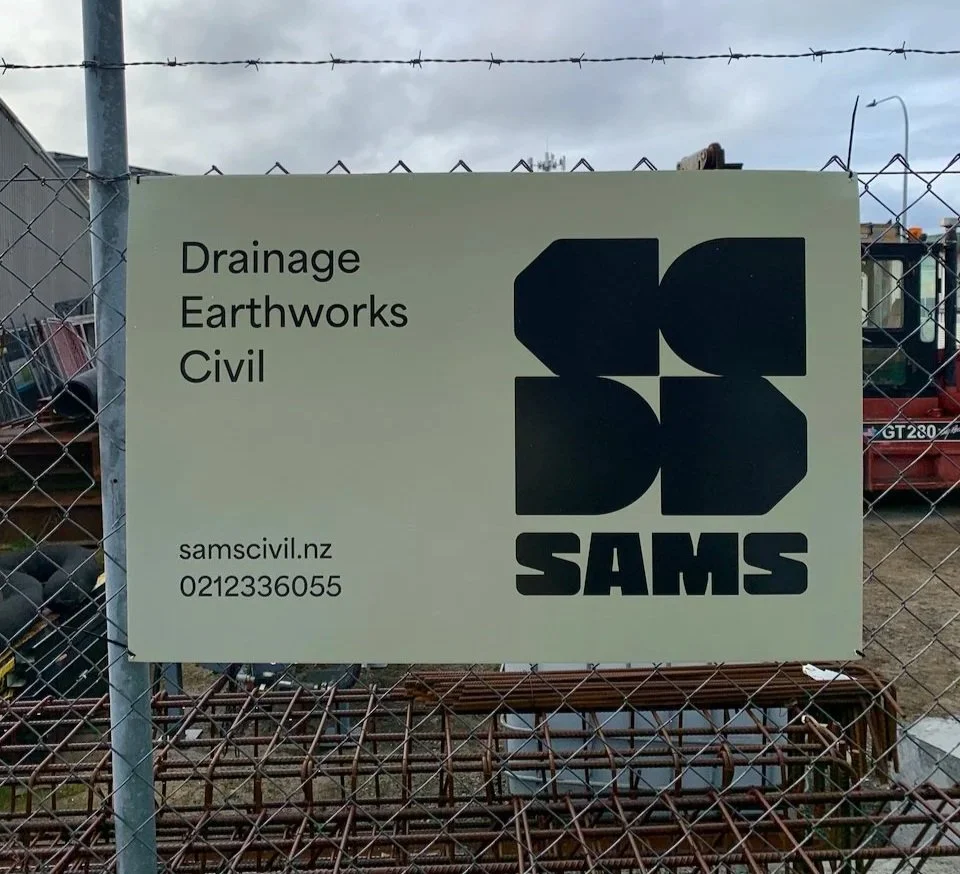 Drainage
Earthworks
Civil
samscivil.nz
0212336055
SAMS
GT280